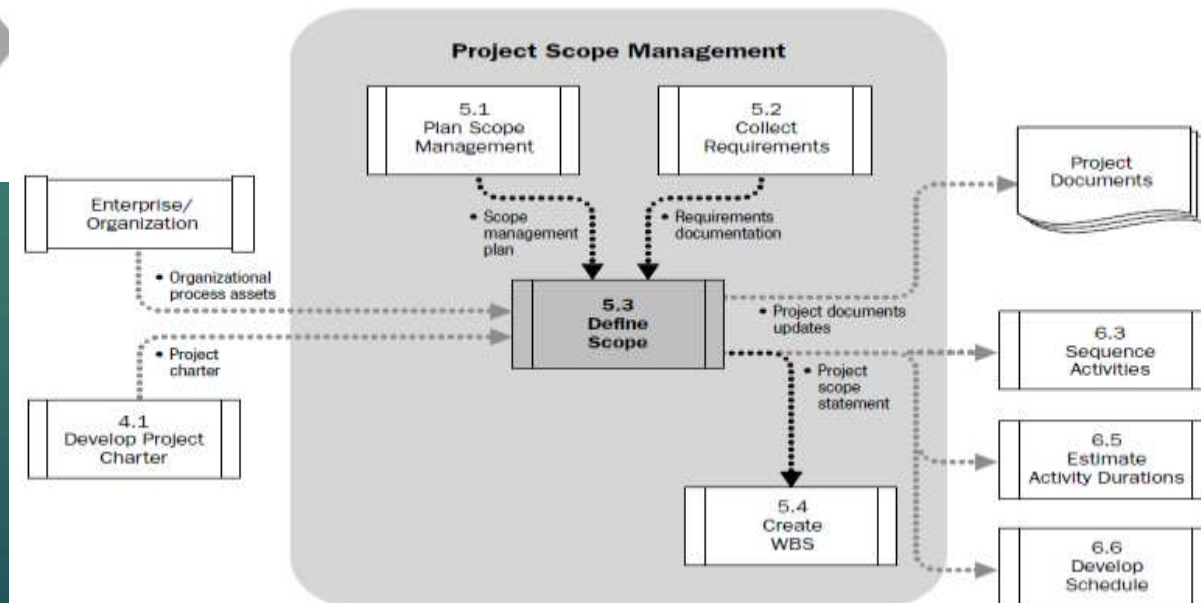 Project Scope Management
5.1
Plan Scope
Management
5.2
Collect
Requirements
Project
Documents
Enterprise/
Organization
• Scope
management
plan
• Requirements
documentation
• Organizational
process assets
5.3
Define
Scope
• Project documents
updates
• Project
charter
6.3
Sequence
Activities
• Project
scope
statement
4.1
Develop Project
Charter
6.5
Estimate
Activity Durations
5.4
Create
WBS
6.6
Develop
Schedule